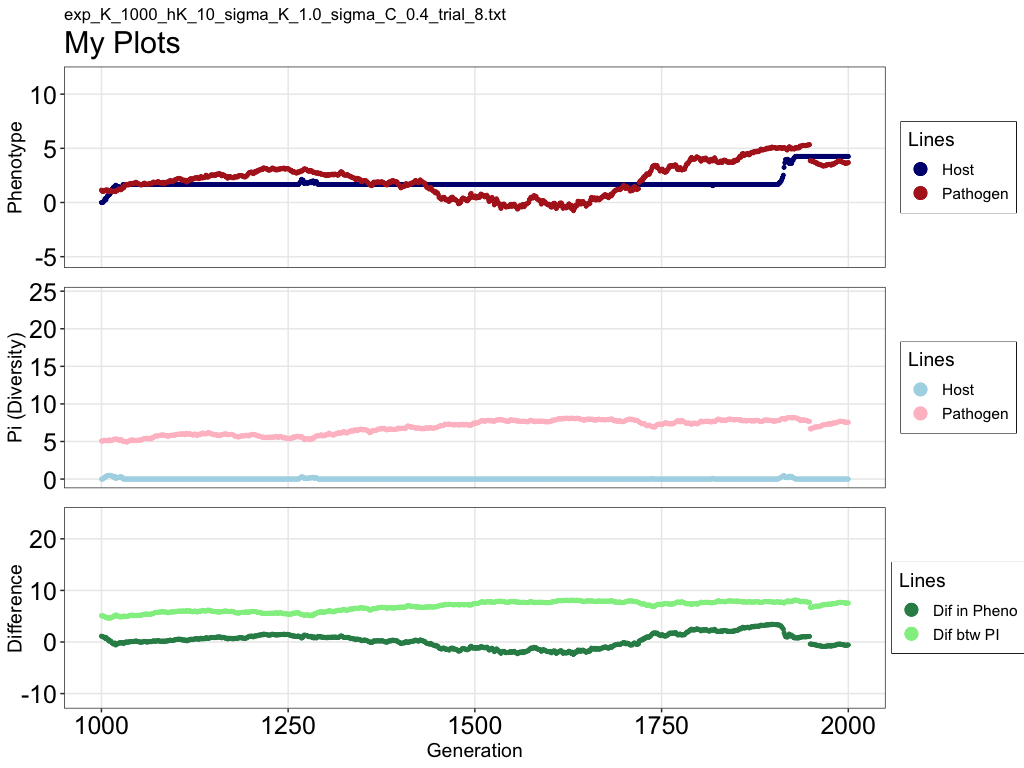 exp_K_1000_hK_10_sigma_K_1.0_sigma_C_0.4_trial_8.txt
My Plots
Phenotype
10
5
0
-5
Lines
Host
Pathogen
Pi (Diversity)
25
20
15
10
5
0
Lines
Host
Pathogen
Difference
20
10
0
-10
Lines
Dif in Pheno
Dif btw PI
1000
1250
1500
1750
2000
Generation